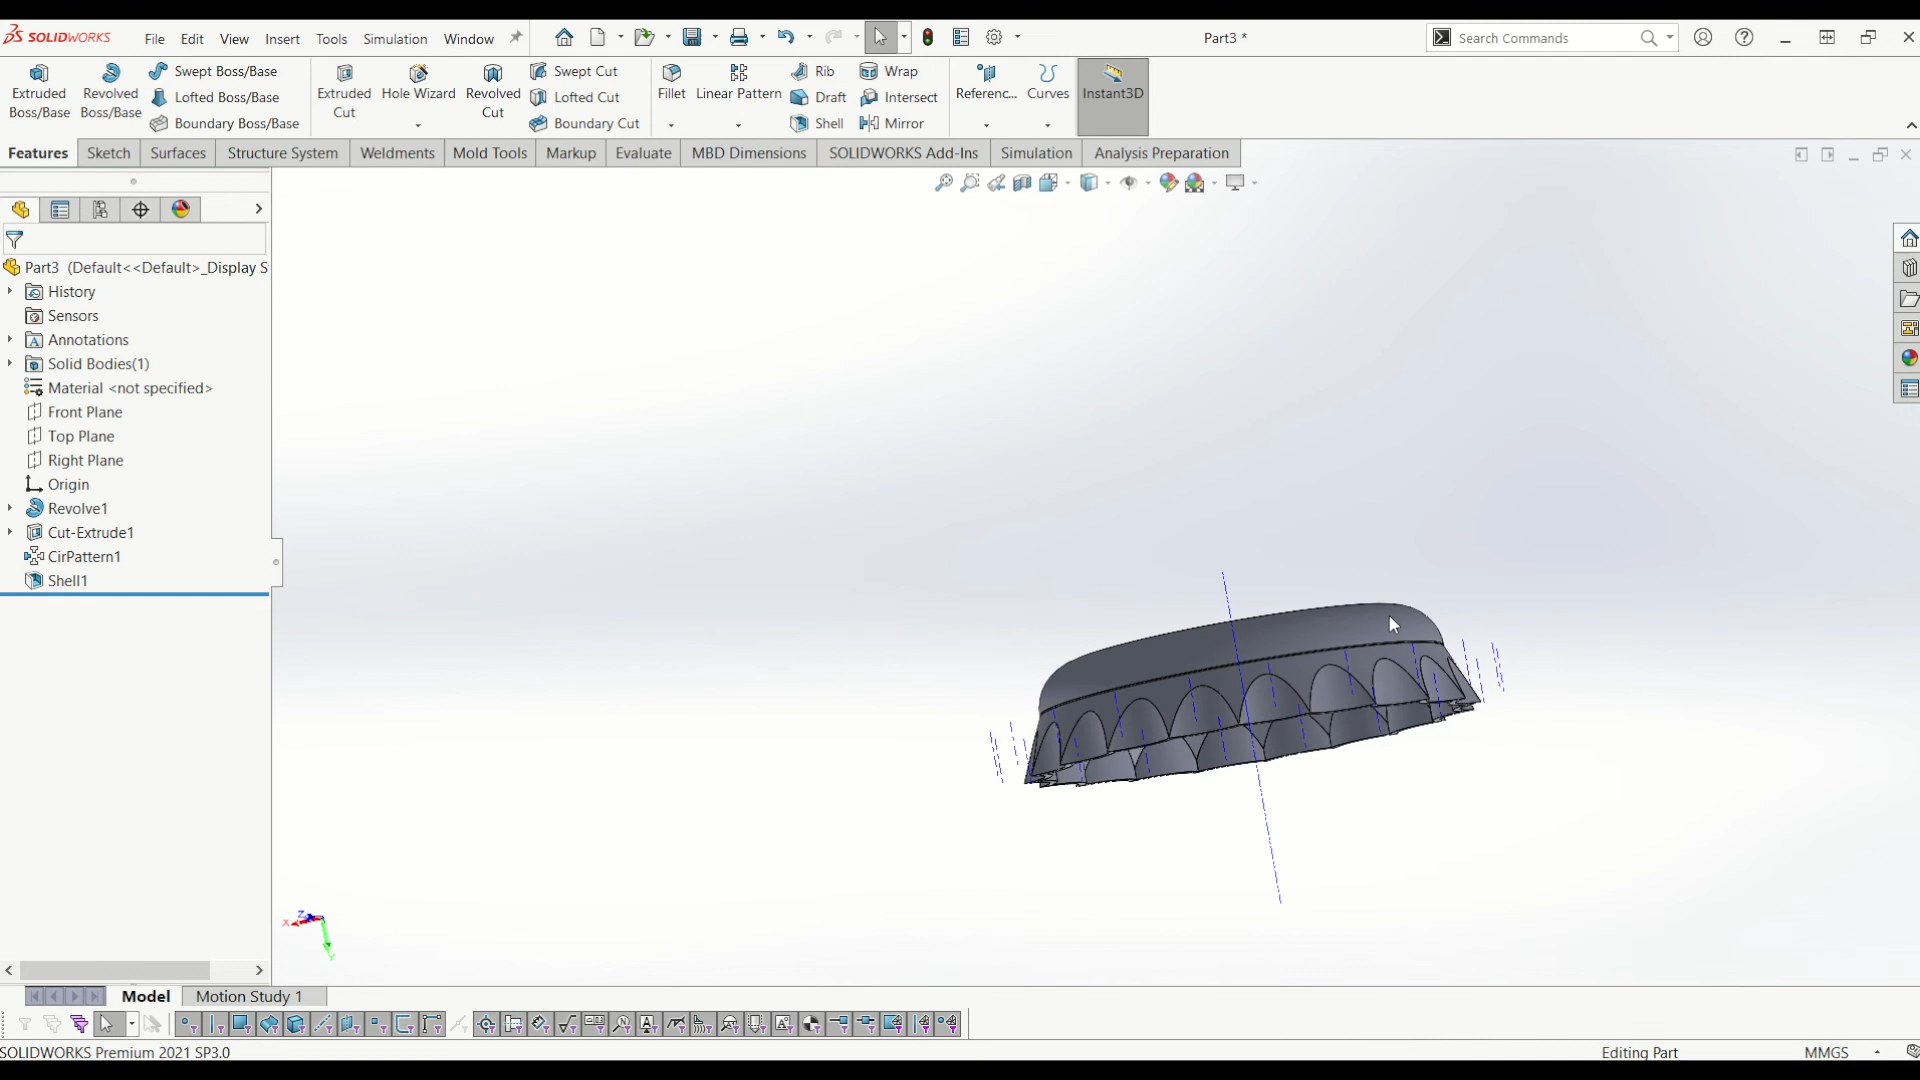 SOLIDWORKS File Edit View Insert Tools Simulation Window Part3 * Search Commands
Extruded Boss/Base Revolved Boss/Base Swept Boss/Base Lofted Boss/Base Boundary Boss/Base Extruded Cut Hole Wizard Revolved Cut Swept Cut Lofted Cut Boundary Cut Fillet Linear Pattern Rib Draft Shell Wrap Intersect Mirror Referenc... Curves Instant3D
Features Sketch Surfaces Structure System Weldments Mold Tools Markup Evaluate MBD Dimensions SOLIDWORKS Add-Ins Simulation Analysis Preparation
Part3 (Default<<Default>_Display S
History
Sensors
Annotations
Solid Bodies(1)
Material <not specified>
Front Plane
Top Plane
Right Plane
Origin
Revolve1
Cut-Extrude1
CirPattern1
Shell1
Z
X
Y
Model Motion Study 1
SOLIDWORKS Premium 2021 SP3.0 Editing Part MMGS